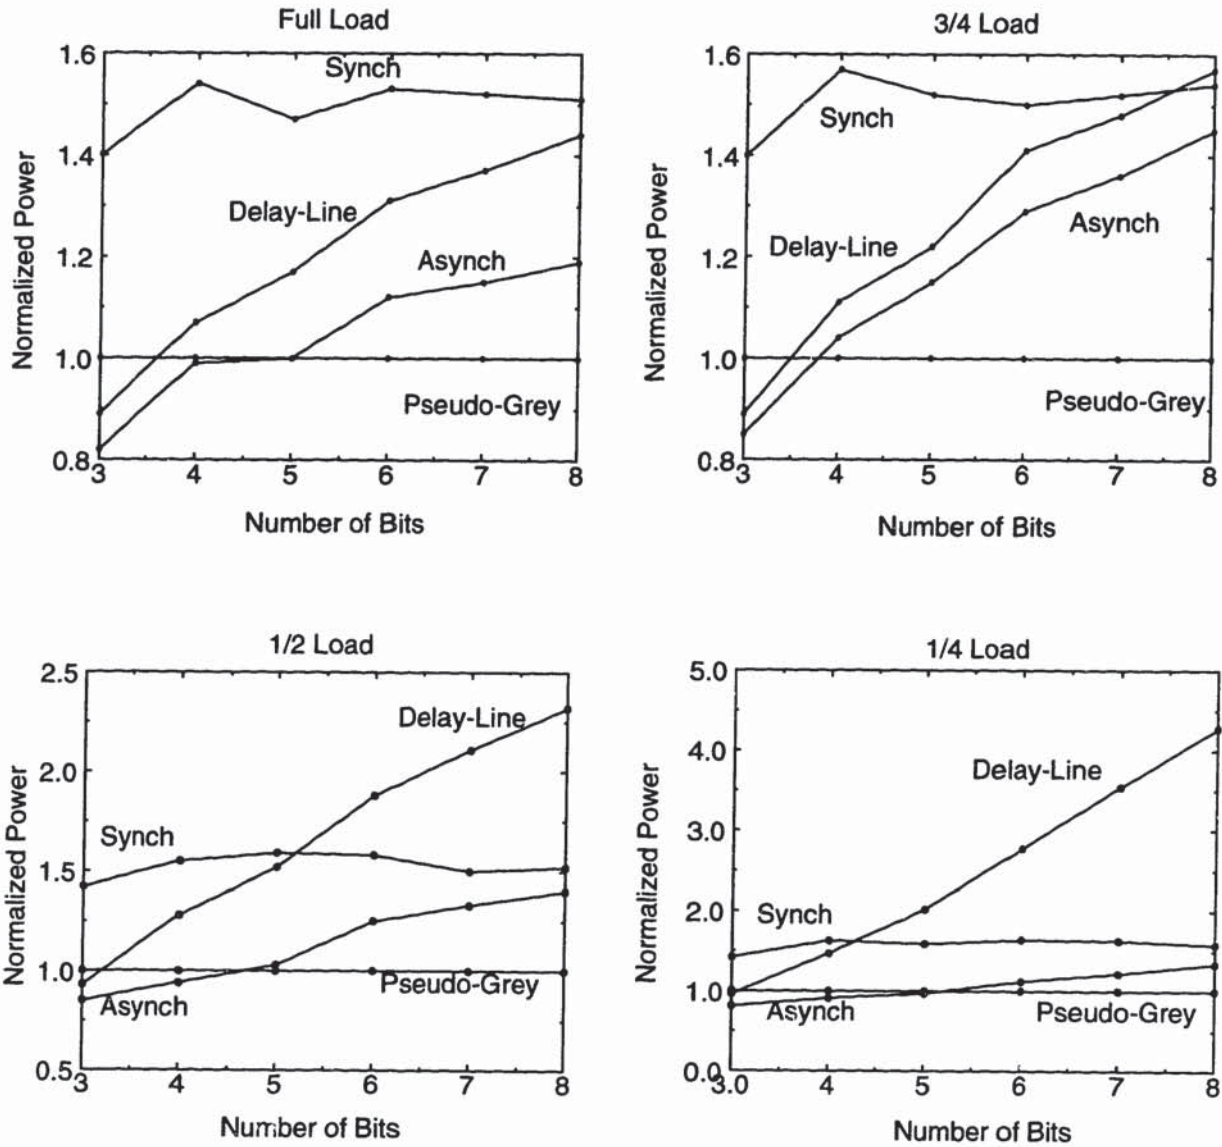 Full Load
1.6
1.4
1.2
1.0
0.8
Normalized Power
Synch
Delay-Line
Asynch
Pseudo-Grey
3 4 5 6 7 8
Number of Bits
3/4 Load
1.6
1.4
1.2
1.0
0.8
Normalized Power
Synch
Delay-Line
Asynch
Pseudo-Grey
3 4 5 6 7 8
Number of Bits
1/2 Load
2.5
2.0
1.5
1.0
0.5
Normalized Power
Delay-Line
Synch
Pseudo-Grey
Asynch
3 4 5 6 7 8
Number of Bits
1/4 Load
5.0
4.0
3.0
2.0
1.0
0.0
Normalized Power
Delay-Line
Synch
Asynch
Pseudo-Grey
3.0 4 5 6 7 8
Number of Bits